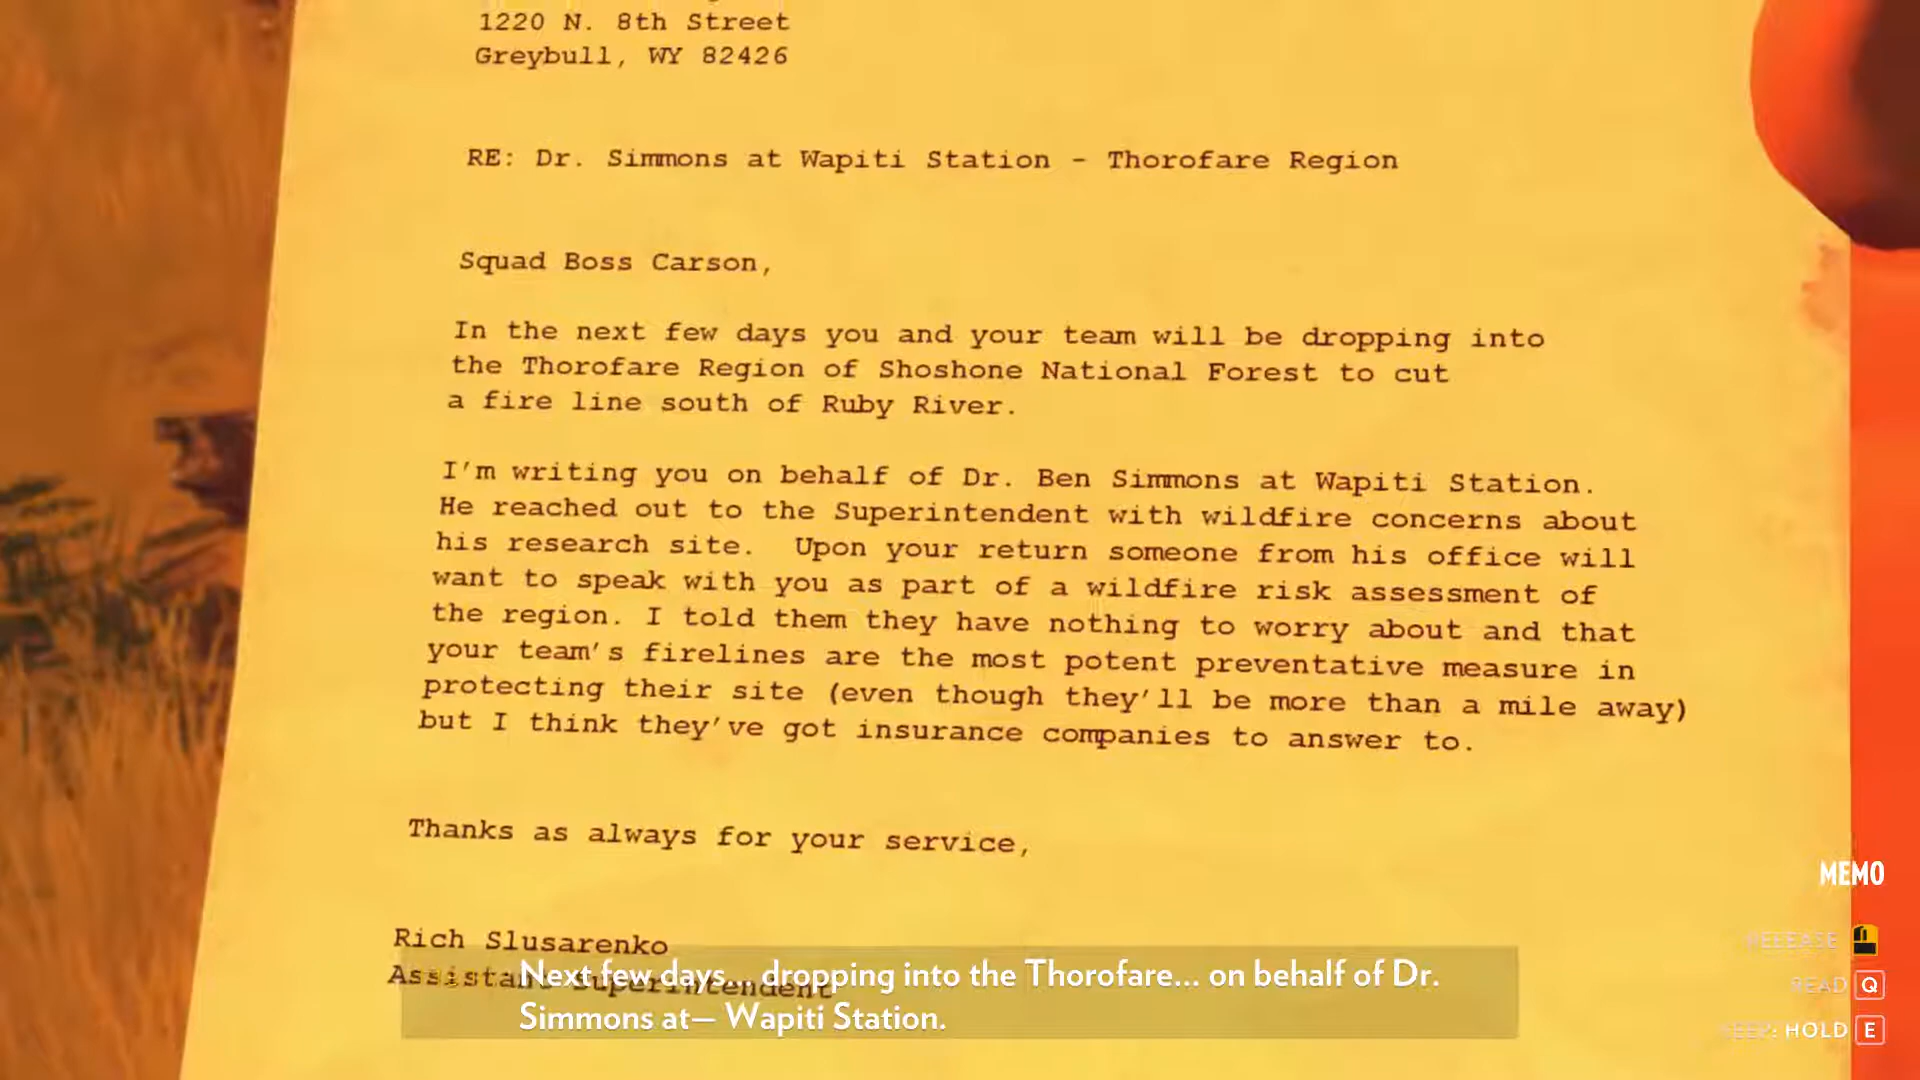 1220 N. 8th Street
Greybull, WY 82426
RE: Dr. Simmons at Wapiti Station - Thorofare Region
Squad Boss Carson,
In the next few days you and your team will be dropping into
the Thorofare Region of Shoshone National Forest to cut
a fire line south of Ruby River.
I'm writing you on behalf of Dr. Ben Simmons at Wapiti Station.
He reached out to the Superintendent with wildfire concerns about
his research site. Upon your return someone from his office will
want to speak with you as part of a wildfire risk assessment of
the region. I told them they have nothing to worry about and that
your team's firelines are the most potent preventative measure in
protecting their site (even though they'll be more than a mile away)
but I think they've got insurance companies to answer to.
Thanks as always for your service,
Rich Slusarenko
Assistant Superintendent
Next few days... dropping into the Thorofare... on behalf of Dr.
Simmons at— Wapiti Station.
MEMO
RELEASE
READ Q
KEEP: HOLD E